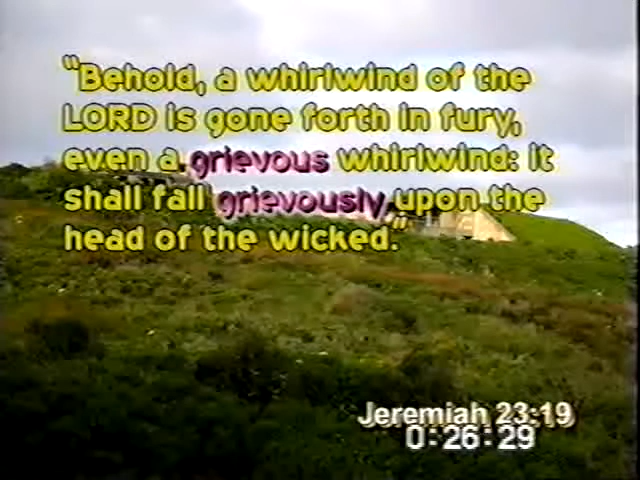 "Behold, a whirlwind of the
LORD is gone forth in fury,
even a grievous whirlwind: it
shall fall grievously upon the
head of the wicked."
Jeremiah 23:19
0:26:29